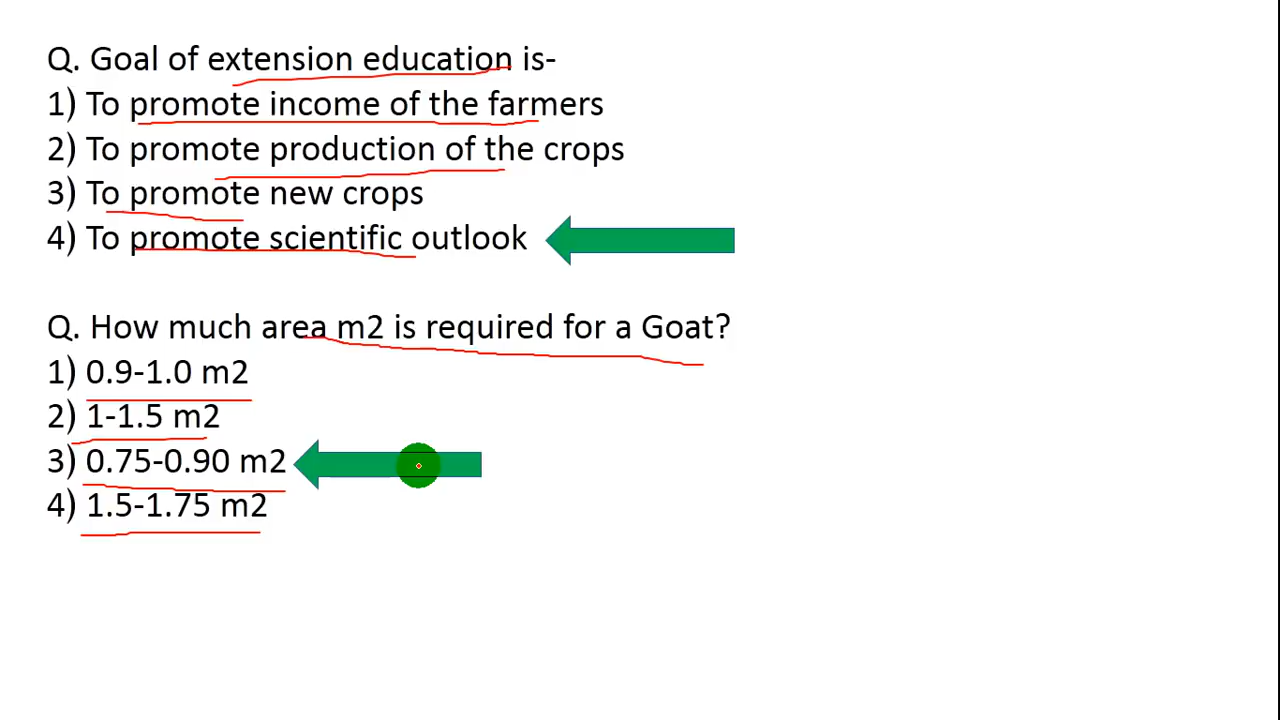 Q. Goal of extension education is-
1) To promote income of the farmers
2) To promote production of the crops
3) To promote new crops
4) To promote scientific outlook
Q. How much area m2 is required for a Goat?
1) 0.9-1.0 m2
2) 1-1.5 m2
3) 0.75-0.90 m2
4) 1.5-1.75 m2